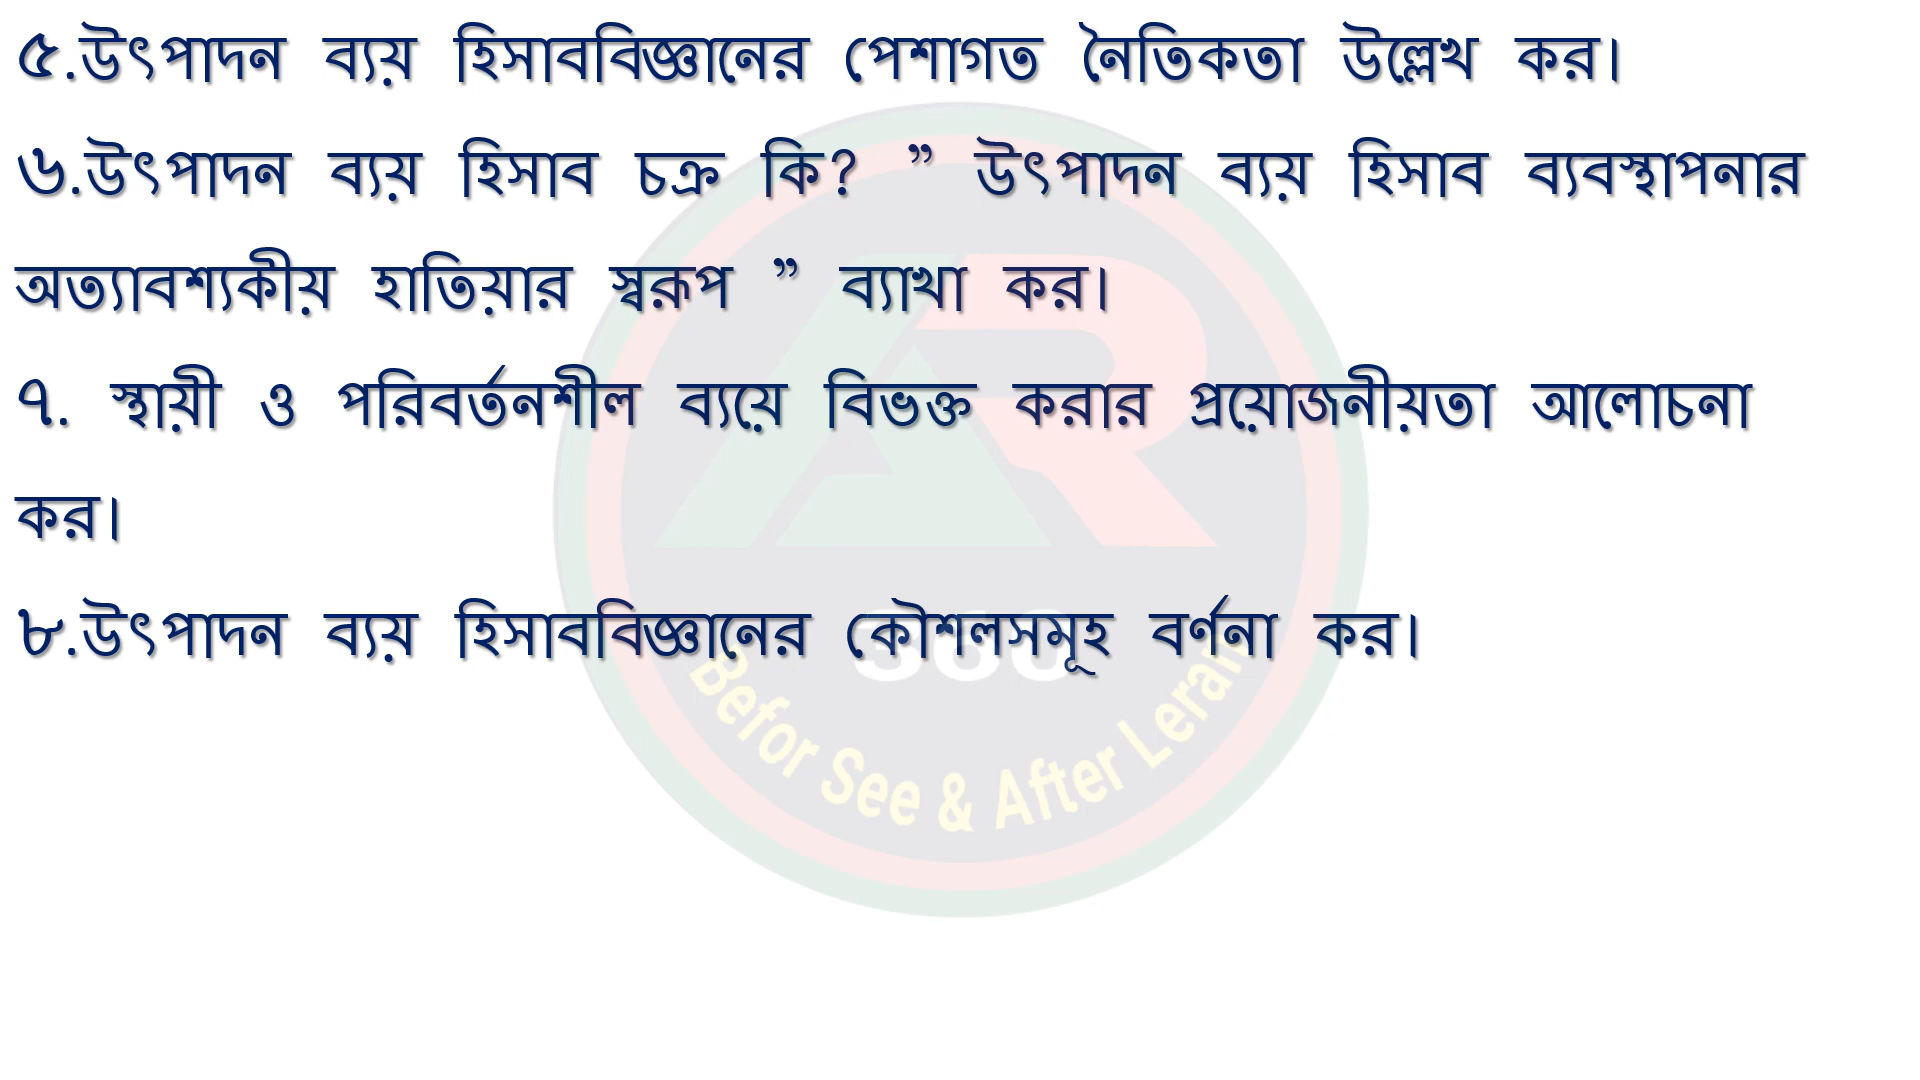 ৫.উৎপাদন ব্যয় হিসাববিজ্ঞানের পেশাগত নৈতিকতা উল্লেখ কর।
৬.উৎপাদন ব্যয় হিসাব চক্র কি? ” উৎপাদন ব্যয় হিসাব ব্যবস্থাপনার
অত্যাবশ্যকীয় হাতিয়ার স্বরূপ ” ব্যাখা কর।
৭. স্থায়ী ও পরিবর্তনশীল ব্যয়ে বিভক্ত করার প্রয়োজনীয়তা আলোচনা
কর।
৮.উৎপাদন ব্যয় হিসাববিজ্ঞানের কৌশলসমূহ বর্ণনা কর।
360
Befor See & After Lerain